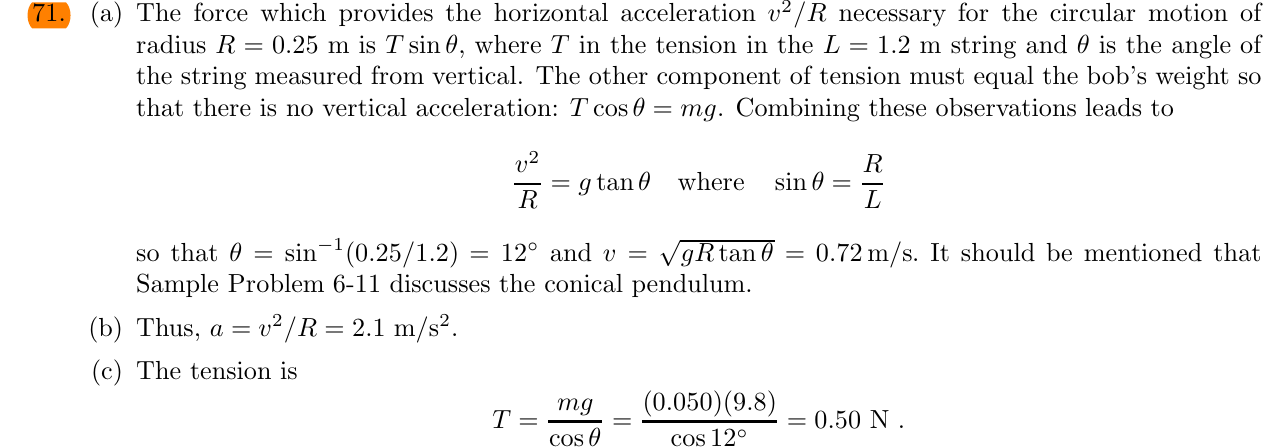 71. (a) The force which provides the horizontal acceleration v²/R necessary for the circular motion of
radius R = 0.25 m is T sin θ, where T in the tension in the L = 1.2 m string and θ is the angle of
the string measured from vertical. The other component of tension must equal the bob's weight so
that there is no vertical acceleration: T cos θ = mg. Combining these observations leads to
v²/R = g tan θ where sin θ = R/L
so that θ = sin⁻¹(0.25/1.2) = 12° and v = √(gR tan θ) = 0.72 m/s. It should be mentioned that
Sample Problem 6-11 discusses the conical pendulum.
(b) Thus, a = v²/R = 2.1 m/s².
(c) The tension is
T = mg/cos θ = (0.050)(9.8)/cos 12° = 0.50 N .